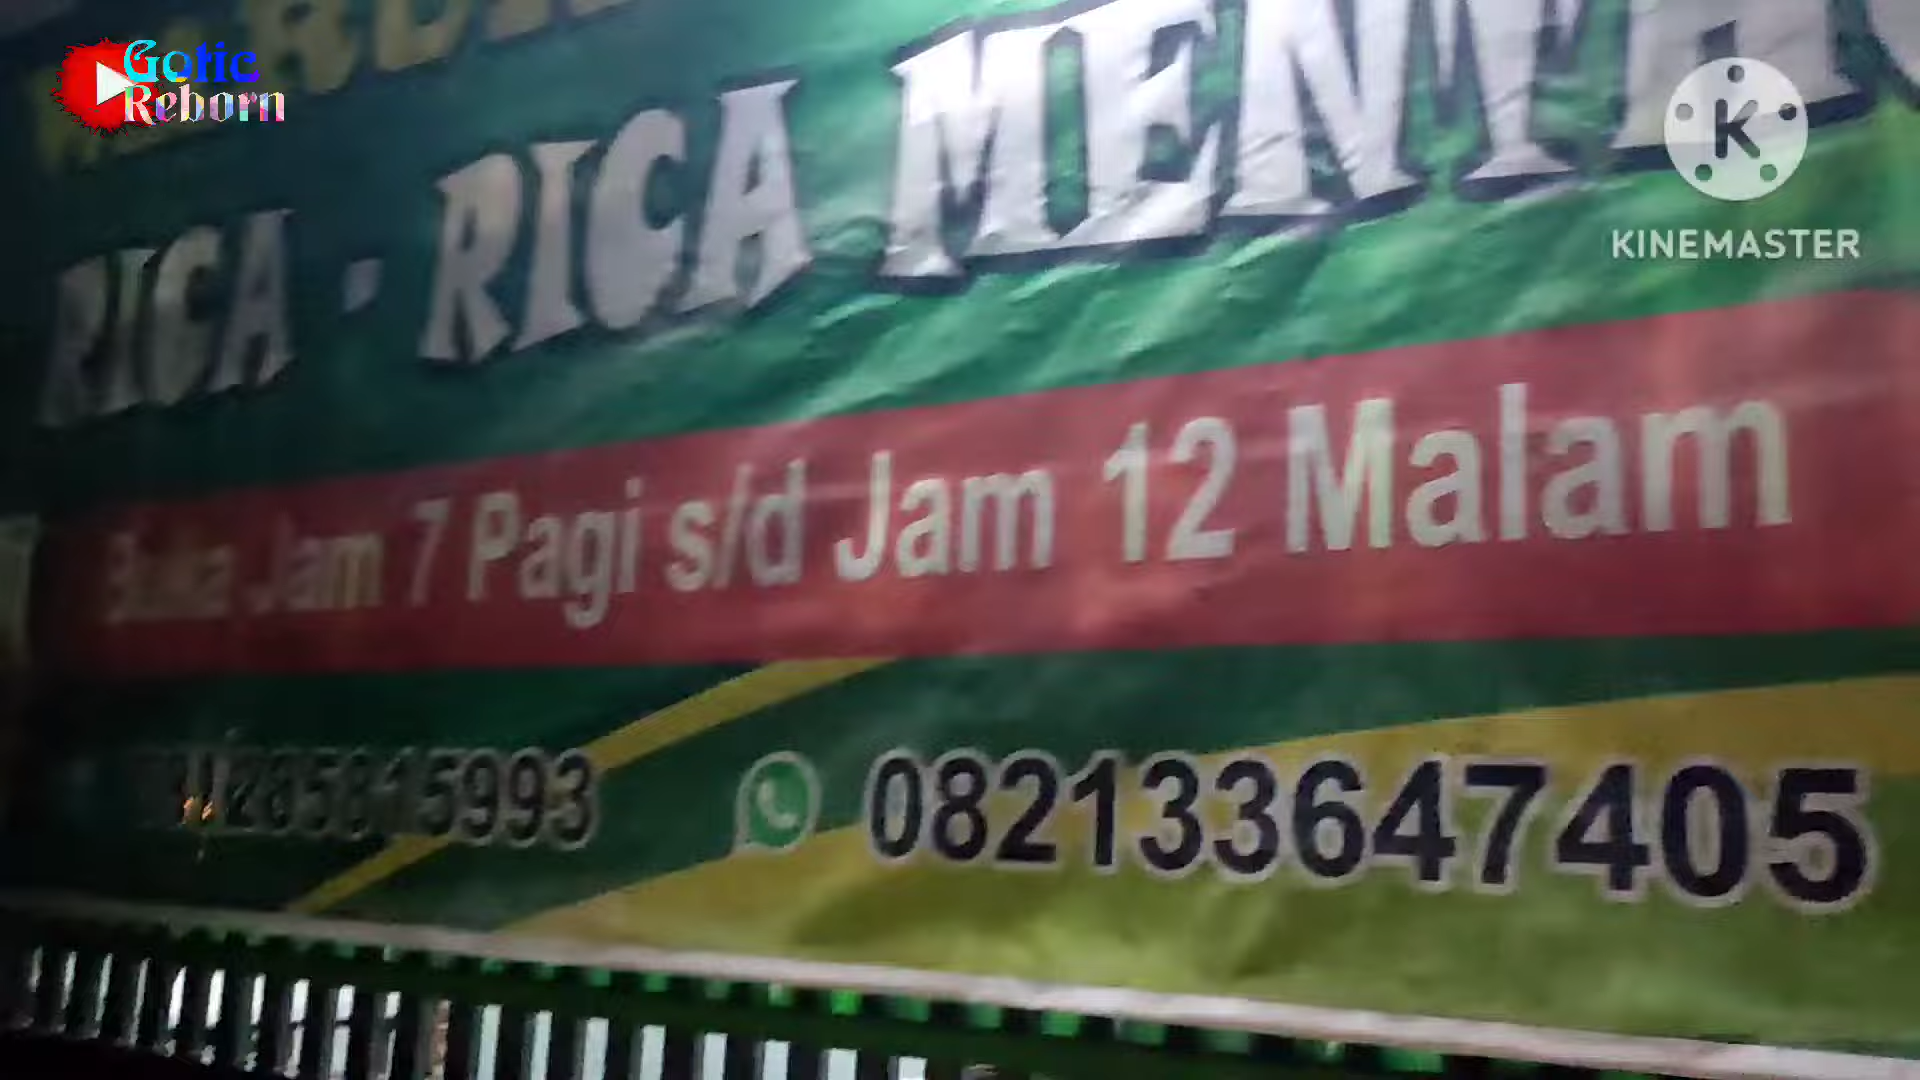 Gotic
Reborn
RICA - RICA
KINEMASTER
Buka Jam 7 Pagi s/d Jam 12 Malam
082133647405